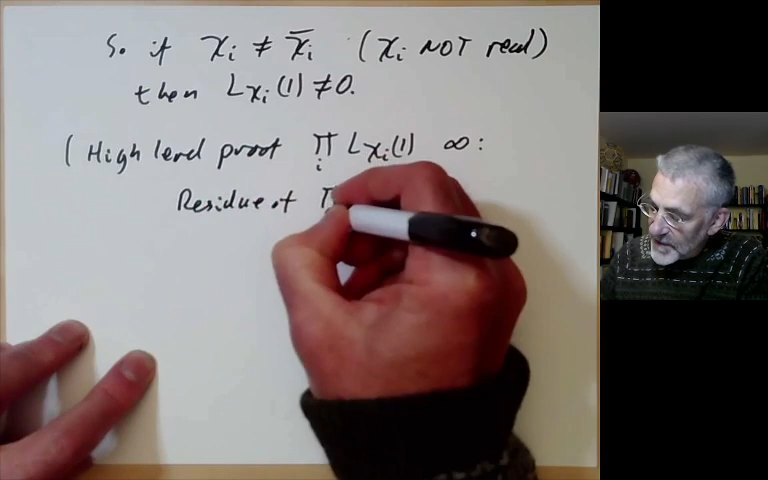 So if χi ≠ χ̄i (χi NOT real)
then Lχi(1) ≠ 0.
(High level proof ∏i Lχi(1) ∞:
Residue of